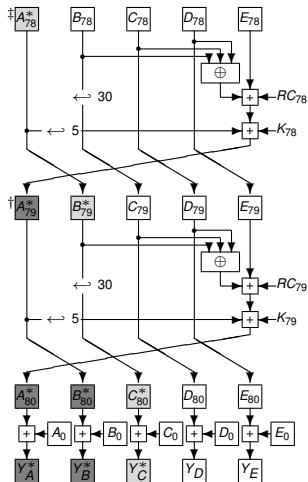 ‡ A*78 B78 C78 D78 E78
⊕
↩ 30 + RC78
↩ 5 + K78
† A*79 B*79 C79 D79 E79
⊕
↩ 30 + RC79
↩ 5 + K79
A*80 B*80 C*80 D80 E80
+ A0 + B0 + C0 + D0 + E0
Y*A Y*B Y*C YD YE